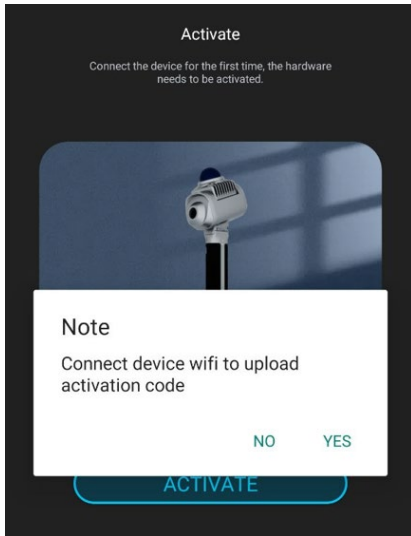 Activate
Connect the device for the first time, the hardware
needs to be activated.
Note
Connect device wifi to upload
activation code
NO YES
ACTIVATE